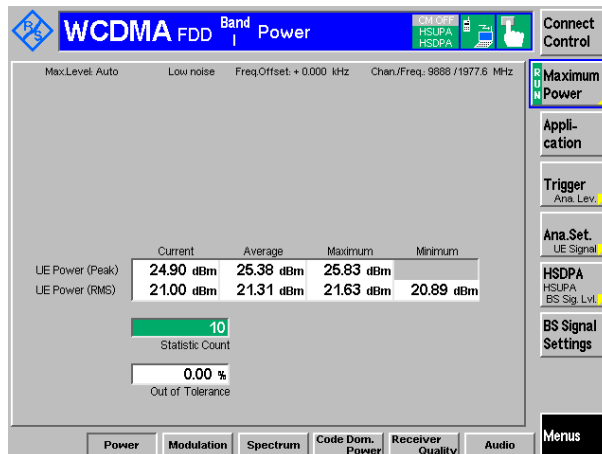 R&S
WCDMA FDD Band I Power
CM OFF
HSUPA
HSDPA
Connect Control
Max.Level: Auto Low noise Freq.Offset: + 0.000 kHz Chan./Freq.: 9888 / 1977.6 MHz
RUN
Maximum Power
Appli-
cation
Trigger
Ana. Lev.
Ana.Set.
UE Signal
HSDPA
HSUPA
BS Sig. Lvl.
BS Signal
Settings
Current Average Maximum Minimum
UE Power (Peak) 24.90 dBm 25.38 dBm 25.83 dBm
UE Power (RMS) 21.00 dBm 21.31 dBm 21.63 dBm 20.89 dBm
10
Statistic Count
0.00 %
Out of Tolerance
Power Modulation Spectrum Code Dom. Power Receiver Quality Audio
Menus